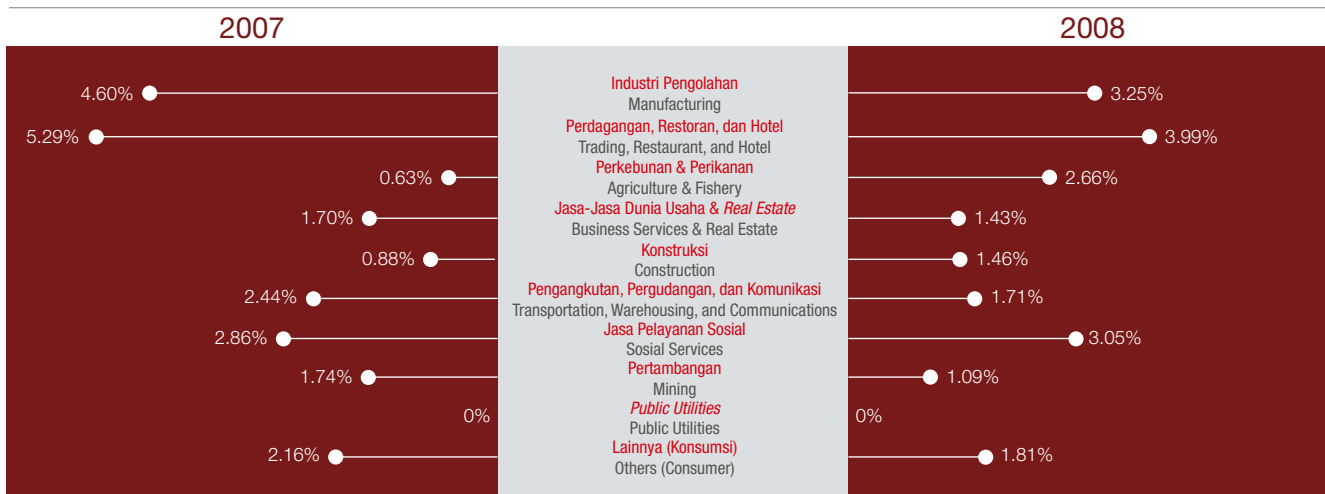 2007 2008
Industri Pengolahan
4.60% Manufacturing 3.25%
Perdagangan, Restoran, dan Hotel
5.29% Trading, Restaurant, and Hotel 3.99%
Perkebunan & Perikanan
0.63% Agriculture & Fishery 2.66%
Jasa-Jasa Dunia Usaha & Real Estate
1.70% Business Services & Real Estate 1.43%
Konstruksi
0.88% Construction 1.46%
Pengangkutan, Pergudangan, dan Komunikasi
2.44% Transportation, Warehousing, and Communications 1.71%
Jasa Pelayanan Sosial
2.86% Sosial Services 3.05%
Pertambangan
1.74% Mining 1.09%
Public Utilities
0% Public Utilities 0%
Lainnya (Konsumsi)
2.16% Others (Consumer) 1.81%